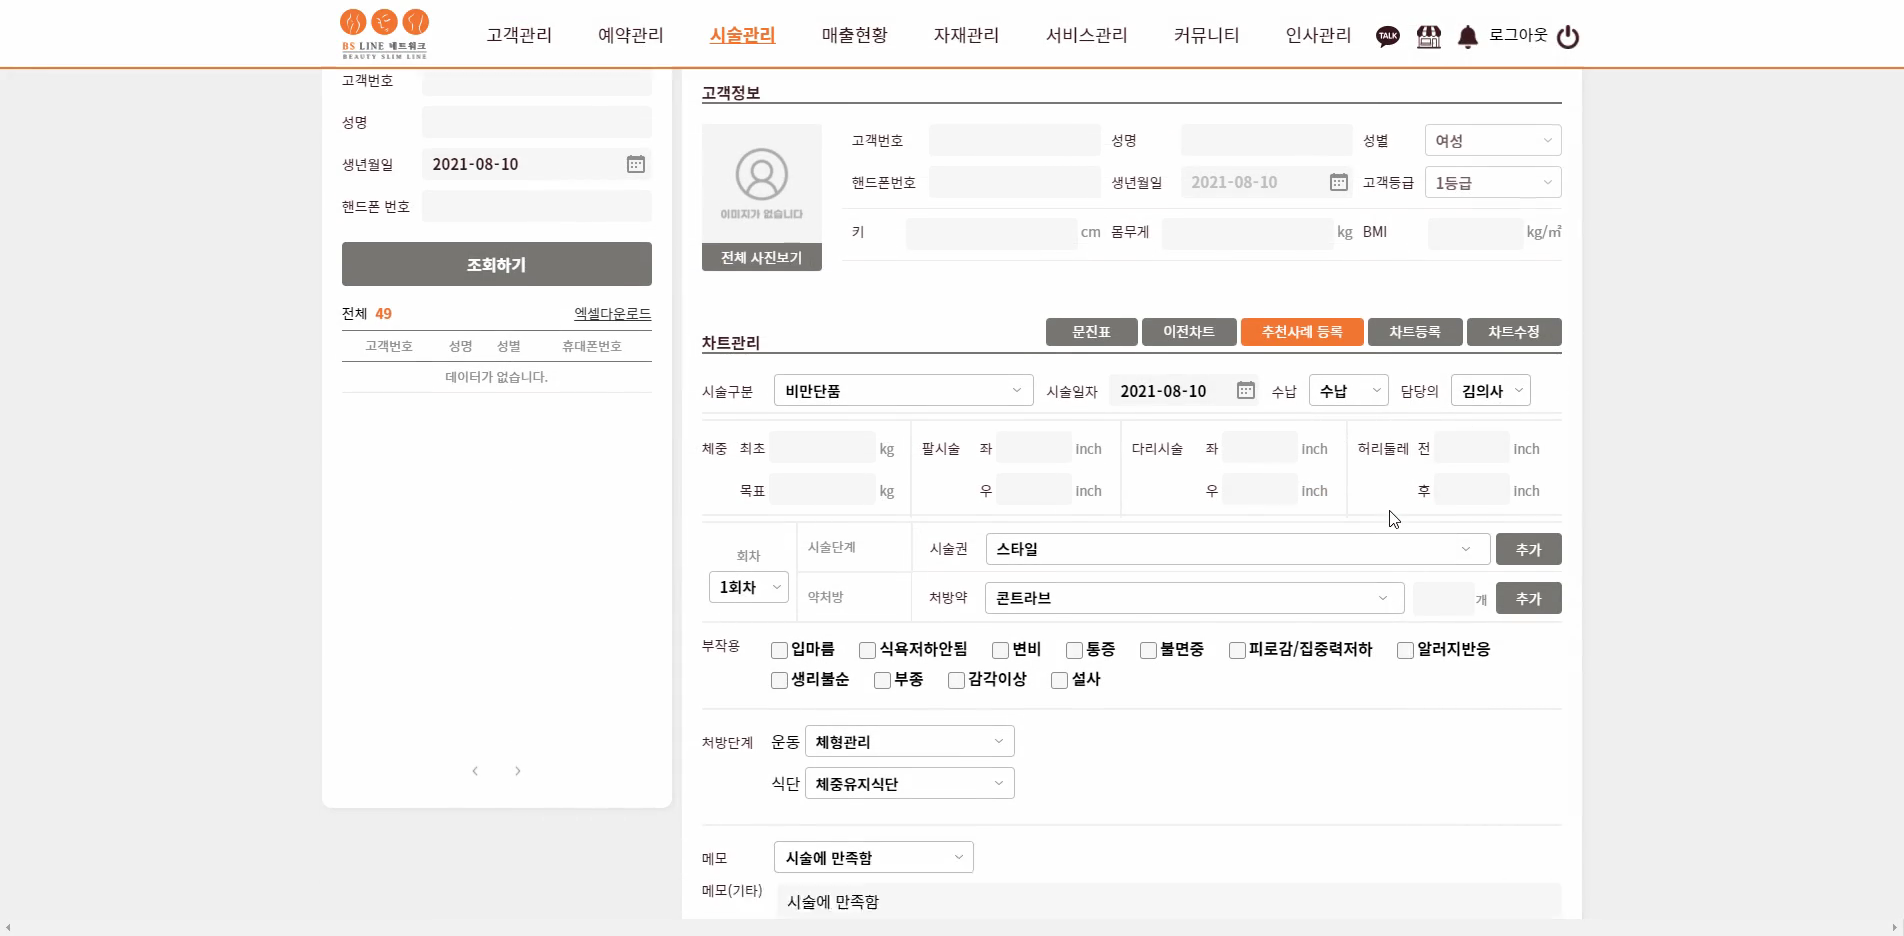 BS LINE 네트워크
BEAUTY SLIM LINE
고객관리 예약관리 시술관리 매출현황 자재관리 서비스관리 커뮤니티 인사관리 TALK 로그아웃
고객번호
성명
생년월일 2021-08-10
핸드폰 번호
조회하기
전체 49 엑셀다운로드
고객번호 성명 성별 휴대폰번호
데이터가 없습니다.
고객정보
이미지가 없습니다
전체 사진보기
고객번호 성명 성별 여성
핸드폰번호 생년월일 2021-08-10 고객등급 1등급
키 cm 몸무게 kg BMI kg/㎡
차트관리 문진표 이전차트 추천사례 등록 차트등록 차트수정
시술구분 비만단품 시술일자 2021-08-10 수납 수납 담당의 김의사
체중 최초 kg 팔시술 좌 inch 다리시술 좌 inch 허리둘레 전 inch
목표 kg 우 inch 우 inch 후 inch
회차 시술단계 시술권 스타일 추가
1회차 약처방 처방약 콘트라브 개 추가
부작용 입마름 식욕저하안됨 변비 통증 불면중 피로감/집중력저하 알러지반응
생리불순 부종 감각이상 설사
처방단계 운동 체형관리
식단 체중유지식단
메모 시술에 만족함
메모(기타) 시술에 만족함